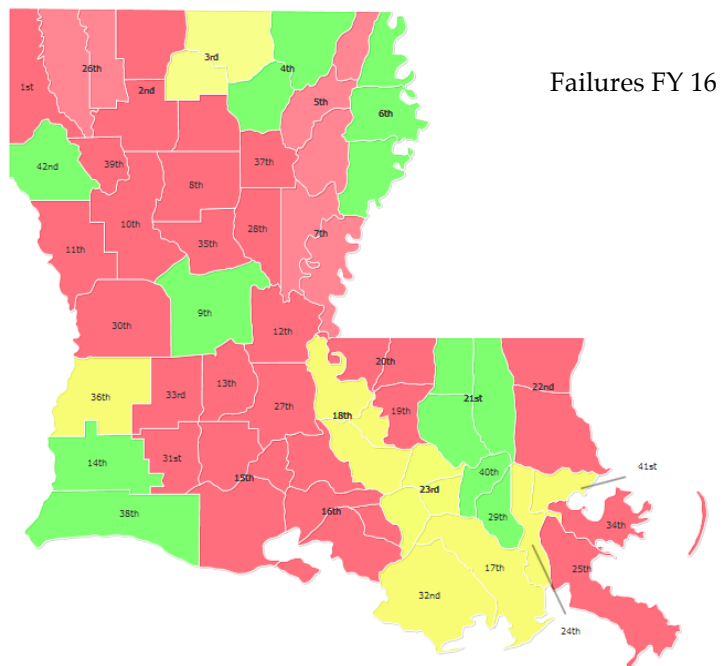 3rd
26th
4th
Failures FY 16
1st
2nd
5th
6th
42nd
39th
37th
8th
10th
28th
7th
35th
11th
9th
30th
12th
20th
22nd
36th
33rd
13th
21st
27th
18th
19th
31st
14th
41st
15th
40th
23rd
38th
16th
29th
34th
17th
25th
32nd
24th